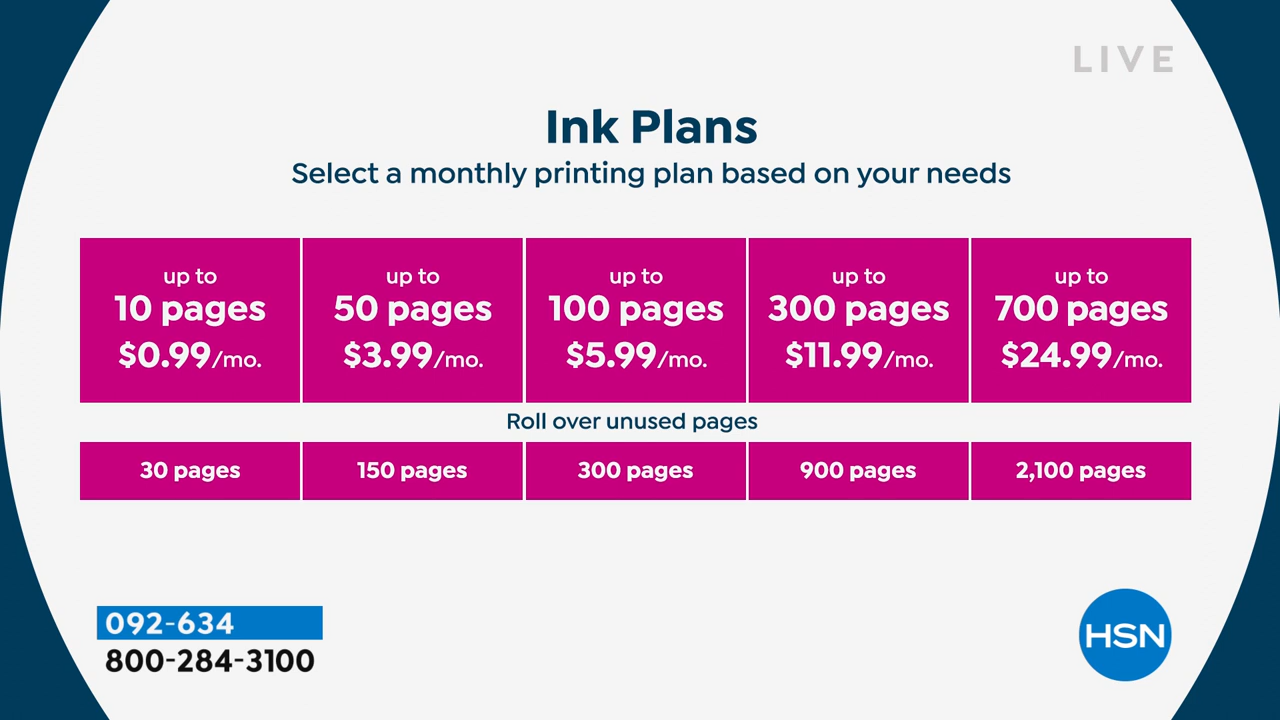 LIVE
Ink Plans
Select a monthly printing plan based on your needs
up to
10 pages
$0.99/mo.
up to
50 pages
$3.99/mo.
up to
100 pages
$5.99/mo.
up to
300 pages
$11.99/mo.
up to
700 pages
$24.99/mo.
Roll over unused pages
30 pages
150 pages
300 pages
900 pages
2,100 pages
092-634
800-284-3100
HSN